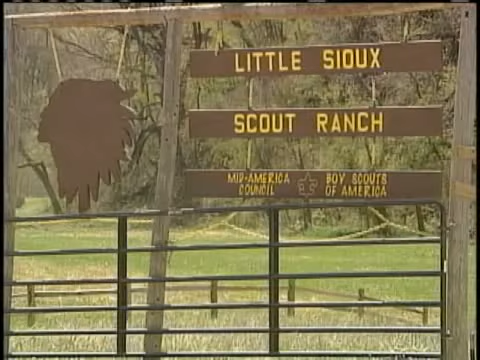 LITTLE SIOUX
SCOUT RANCH
MID-AMERICA BOY SCOUTS
COUNCIL OF AMERICA